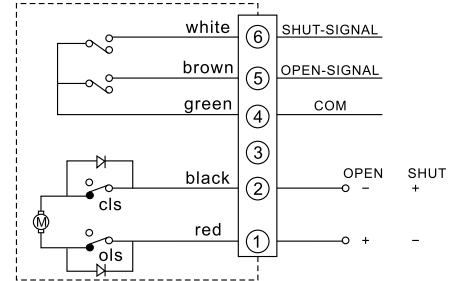 white 6 SHUT-SIGNAL
brown 5 OPEN-SIGNAL
green 4 COM
3
OPEN SHUT
black 2 − +
cls
M
red 1 + −
ols